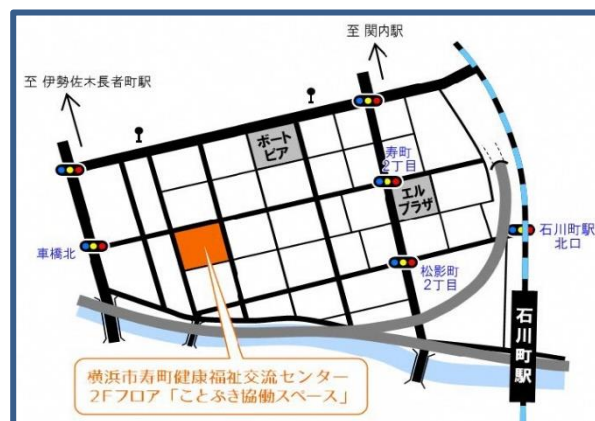 至 関内駅
至 伊勢佐木長者町駅
ボート
ピア
寿町
2丁目
エル
プラザ
石川町駅
北口
車橋北
松影町
2丁目
石川町駅
横浜市寿町健康福祉交流センター
2Fフロア「ことぶき協働スペース」